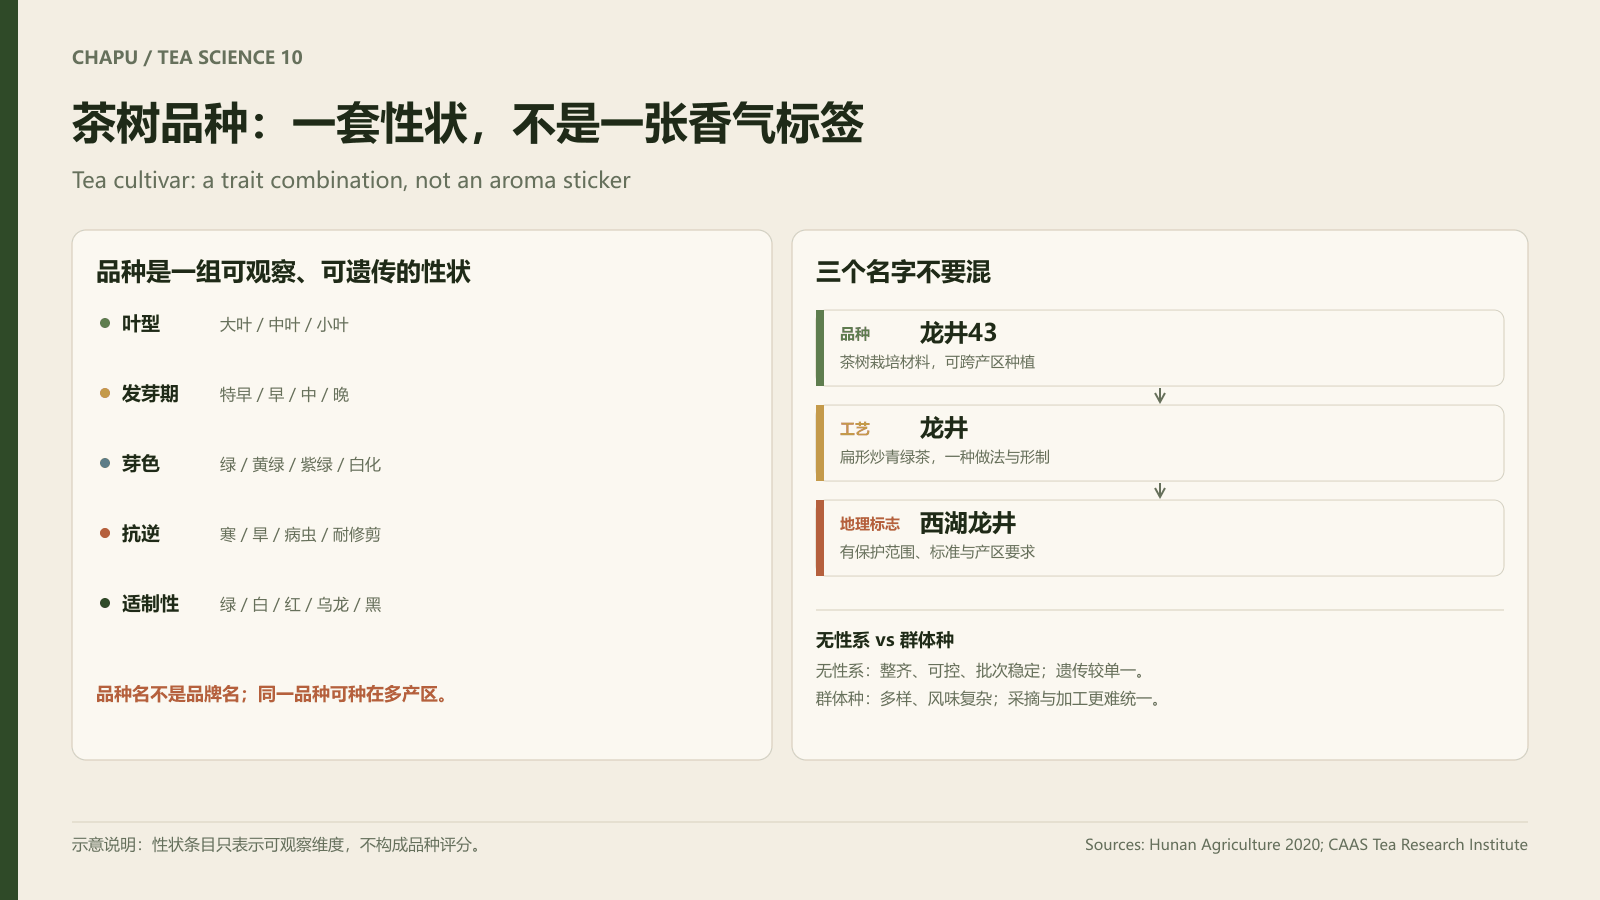 CHAPU / TEA SCIENCE 10
茶树品种：一套性状，不是一张香气标签
Tea cultivar: a trait combination, not an aroma sticker
品种是一组可观察、可遗传的性状
叶型 大叶 / 中叶 / 小叶
发芽期 特早 / 早 / 中 / 晚
芽色 绿 / 黄绿 / 紫绿 / 白化
抗逆 寒 / 旱 / 病虫 / 耐修剪
适制性 绿 / 白 / 红 / 乌龙 / 黑
品种名不是品牌名；同一品种可种在多产区。
三个名字不要混
品种 龙井43
茶树栽培材料，可跨产区种植
工艺 龙井
扁形炒青绿茶，一种做法与形制
地理标志 西湖龙井
有保护范围、标准与产区要求
无性系 vs 群体种
无性系：整齐、可控、批次稳定；遗传较单一。
群体种：多样、风味复杂；采摘与加工更难统一。
示意说明：性状条目只表示可观察维度，不构成品种评分。
Sources: Hunan Agriculture 2020; CAAS Tea Research Institute